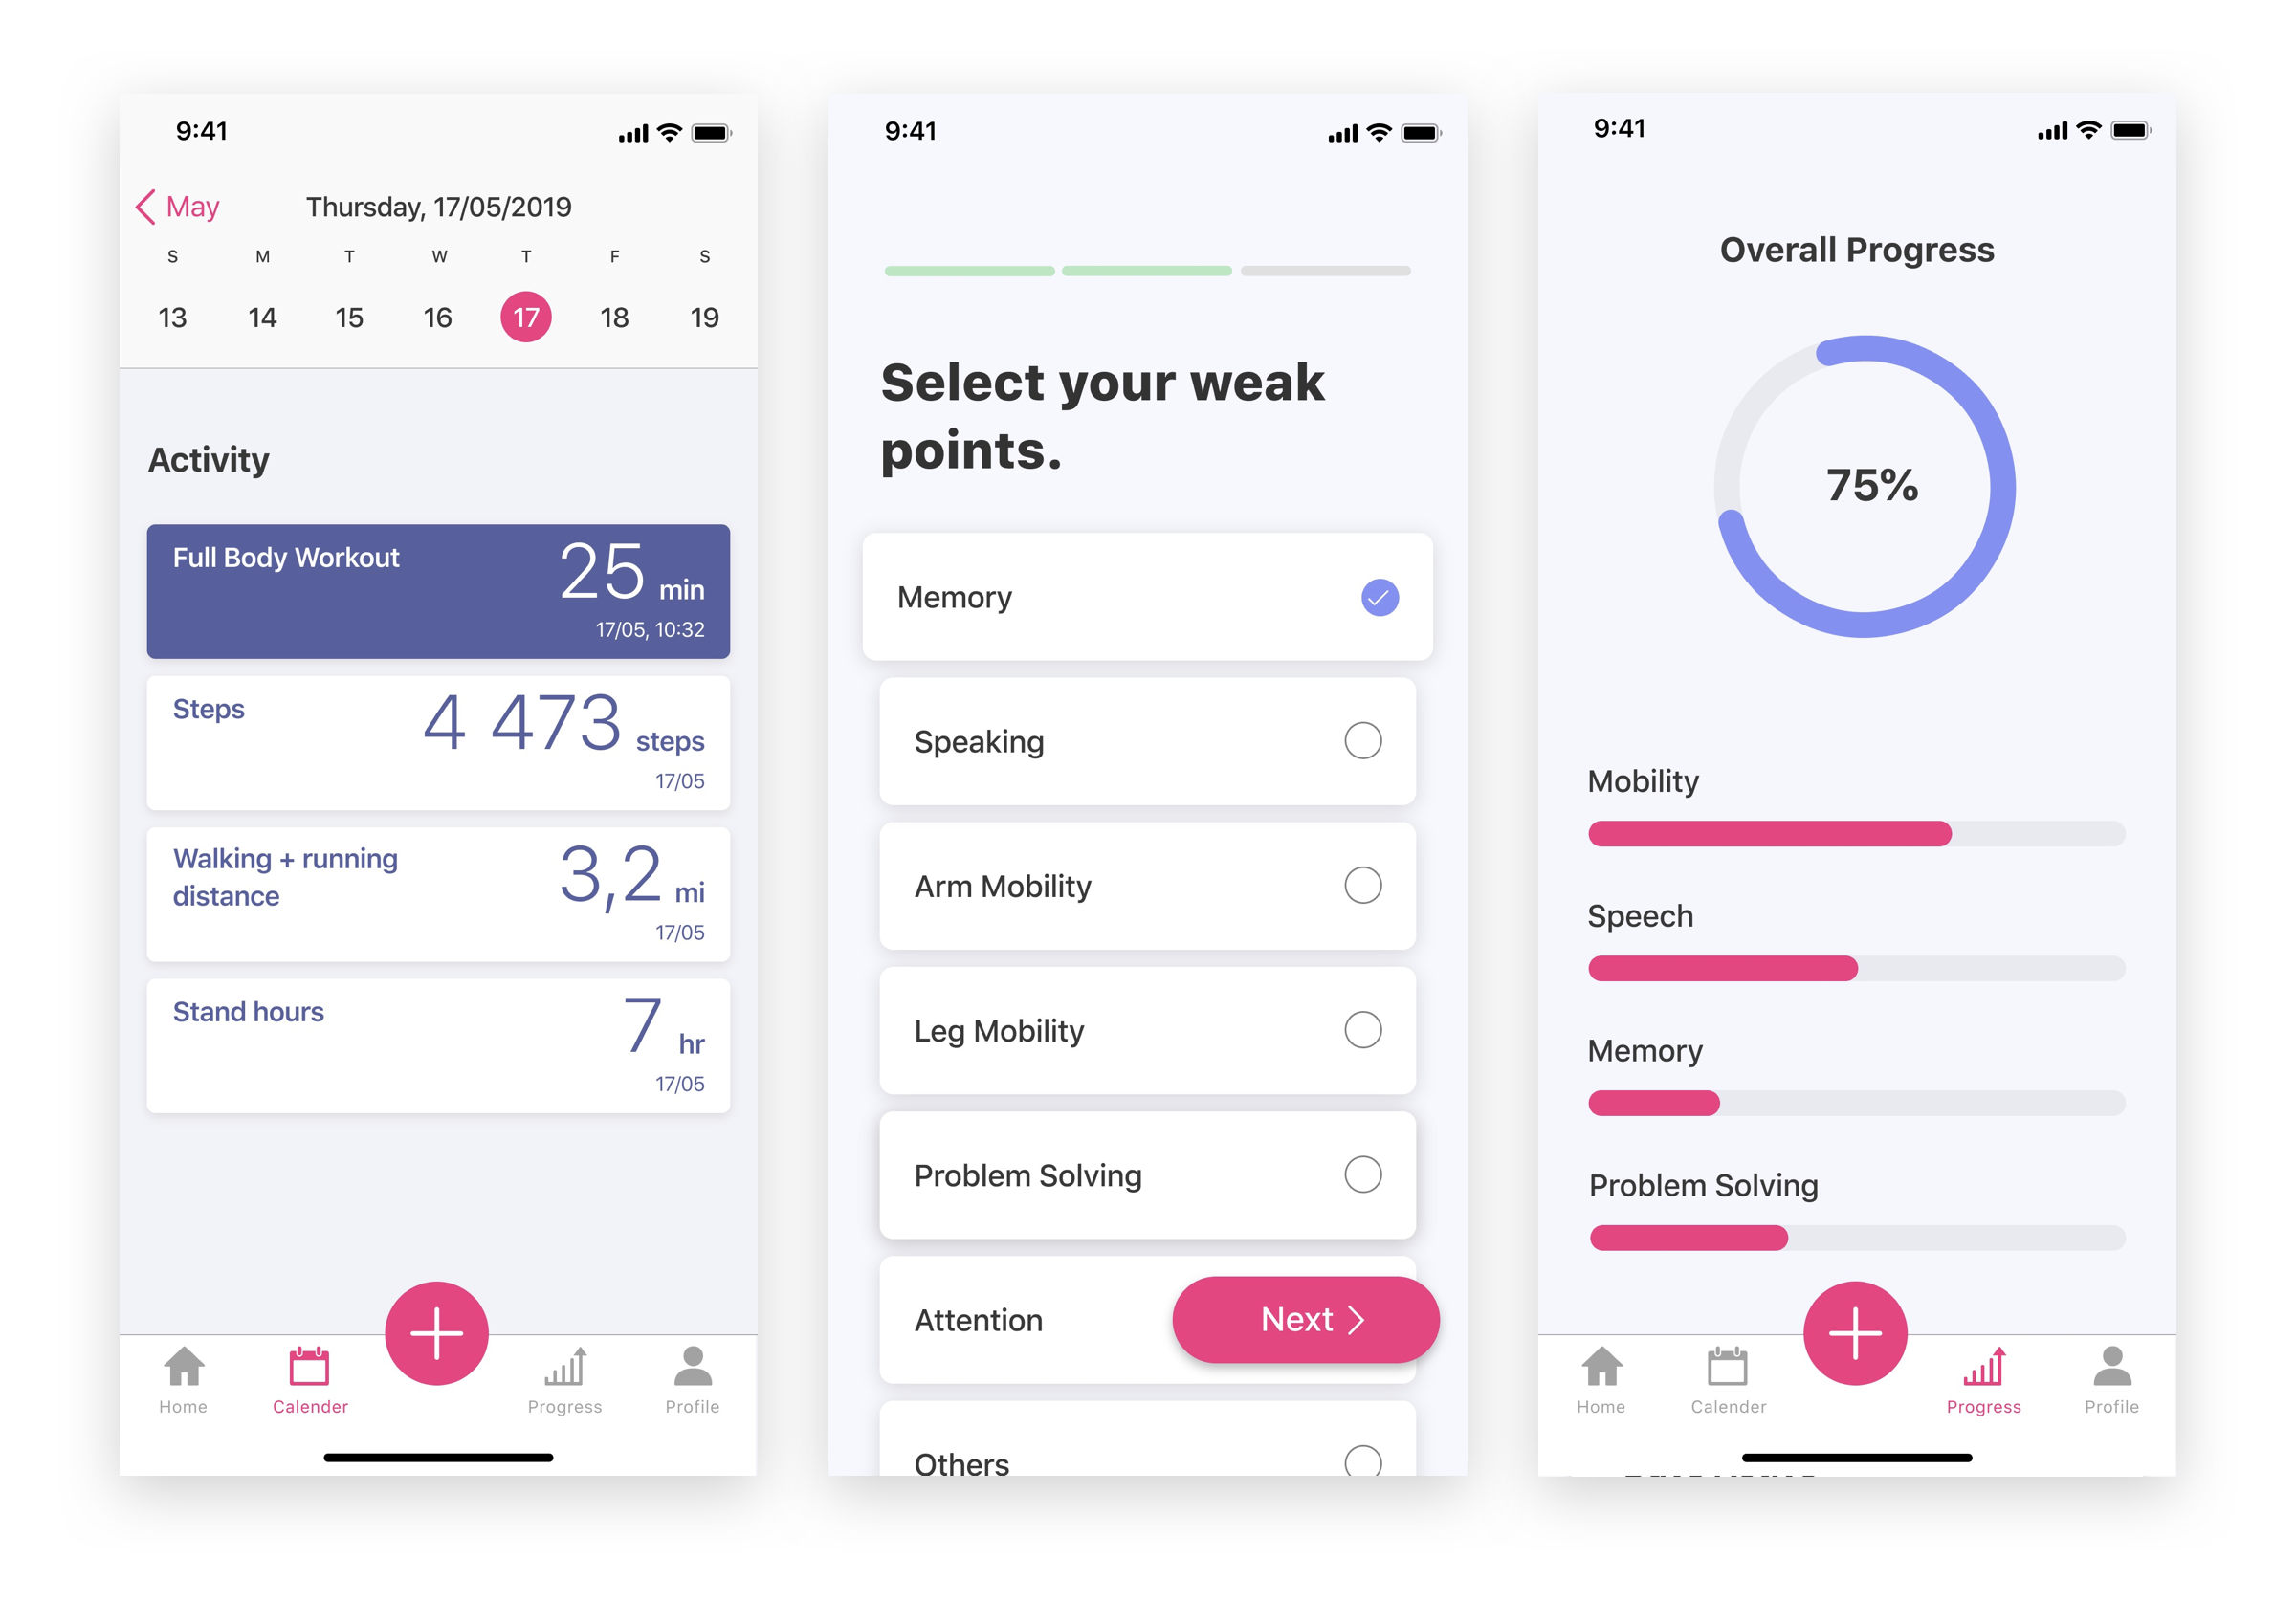 9:41
May
Thursday, 17/05/2019
S M T W T F S
13 14 15 16 17 18 19
Activity
Full Body Workout
25 min
17/05, 10:32
Steps
4 473 steps
17/05
Walking + running
distance
3,2 mi
17/05
Stand hours
7 hr
17/05
Home
Calender
Progress
Profile
9:41
Select your weak
points.
Memory
Speaking
Arm Mobility
Leg Mobility
Problem Solving
Attention
Next
Others
9:41
Overall Progress
75%
Mobility
Speech
Memory
Problem Solving
Home
Calender
Progress
Profile